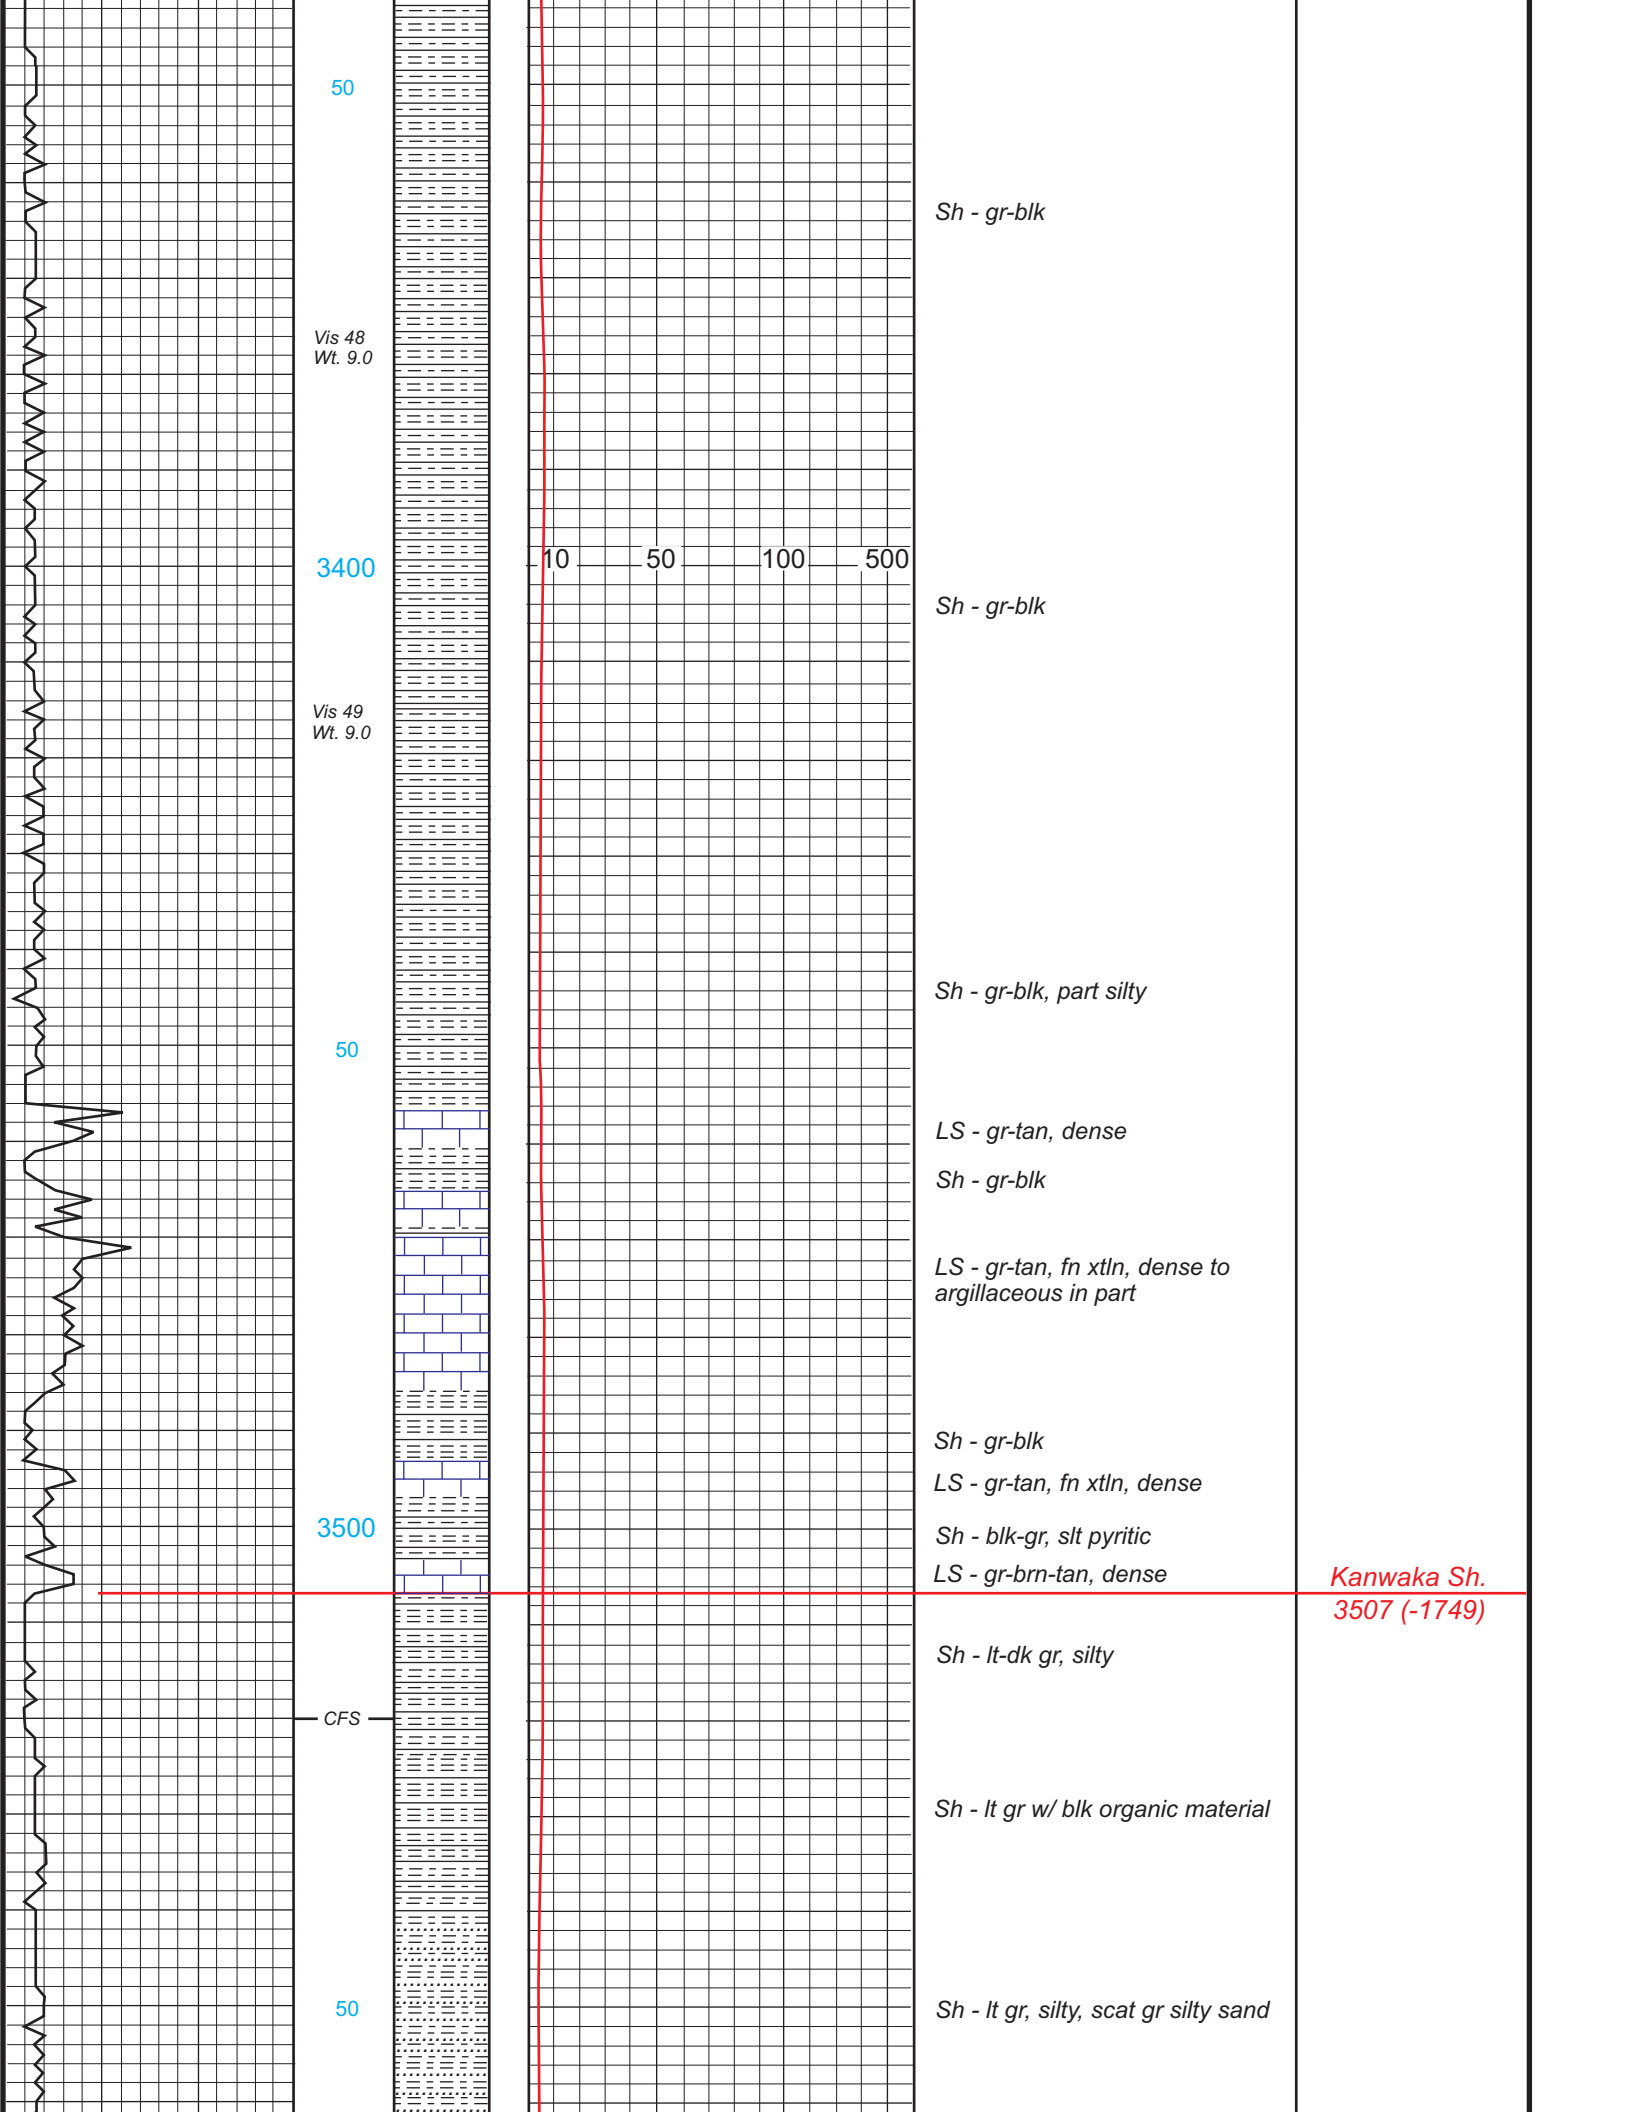 50
Sh - gr-blk
Vis 48
Wt. 9.0
3400
10 50 100 500
Sh - gr-blk
Vis 49
Wt. 9.0
Sh - gr-blk, part silty
50
LS - gr-tan, dense
Sh - gr-blk
LS - gr-tan, fn xtln, dense to
argillaceous in part
Sh - gr-blk
LS - gr-tan, fn xtln, dense
3500
Sh - blk-gr, slt pyritic
LS - gr-brn-tan, dense
Kanwaka Sh.
3507 (-1749)
Sh - lt-dk gr, silty
CFS
Sh - lt gr w/ blk organic material
50
Sh - lt gr, silty, scat gr silty sand